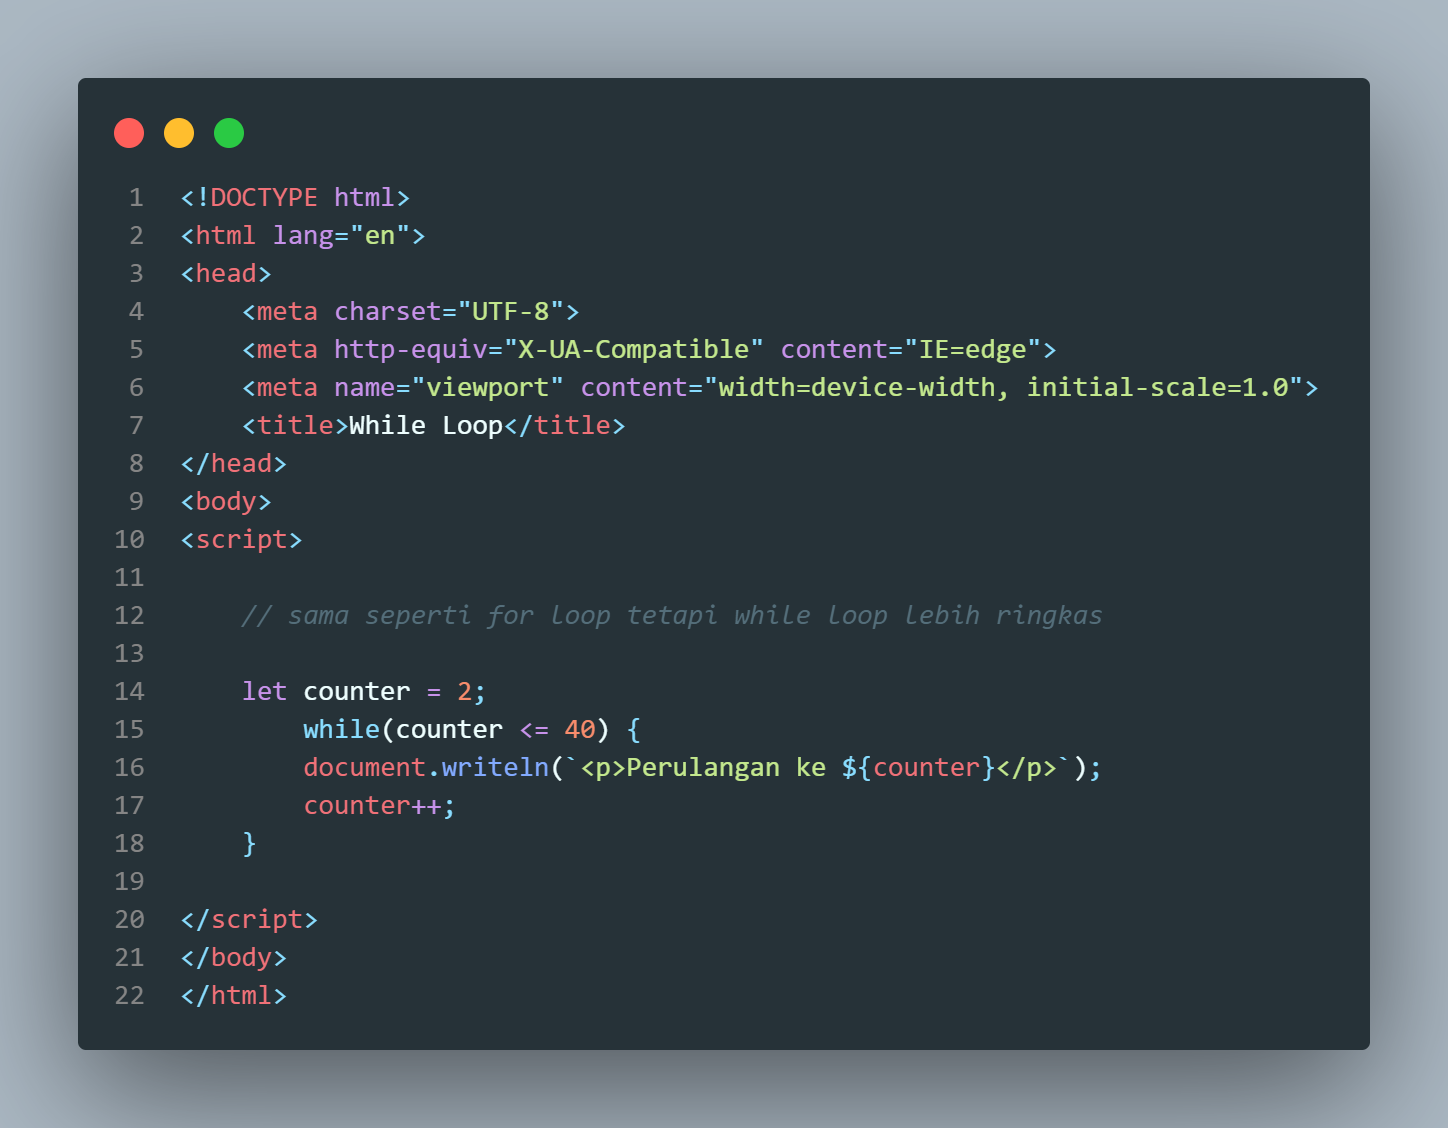 1 <!DOCTYPE html>
2 <html lang="en">
3 <head>
4     <meta charset="UTF-8">
5     <meta http-equiv="X-UA-Compatible" content="IE=edge">
6     <meta name="viewport" content="width=device-width, initial-scale=1.0">
7     <title>While Loop</title>
8 </head>
9 <body>
10 <script>
11
12     // sama seperti for loop tetapi while loop lebih ringkas
13
14     let counter = 2;
15         while(counter <= 40) {
16         document.writeln(`<p>Perulangan ke ${counter}</p>`);
17         counter++;
18     }
19
20 </script>
21 </body>
22 </html>